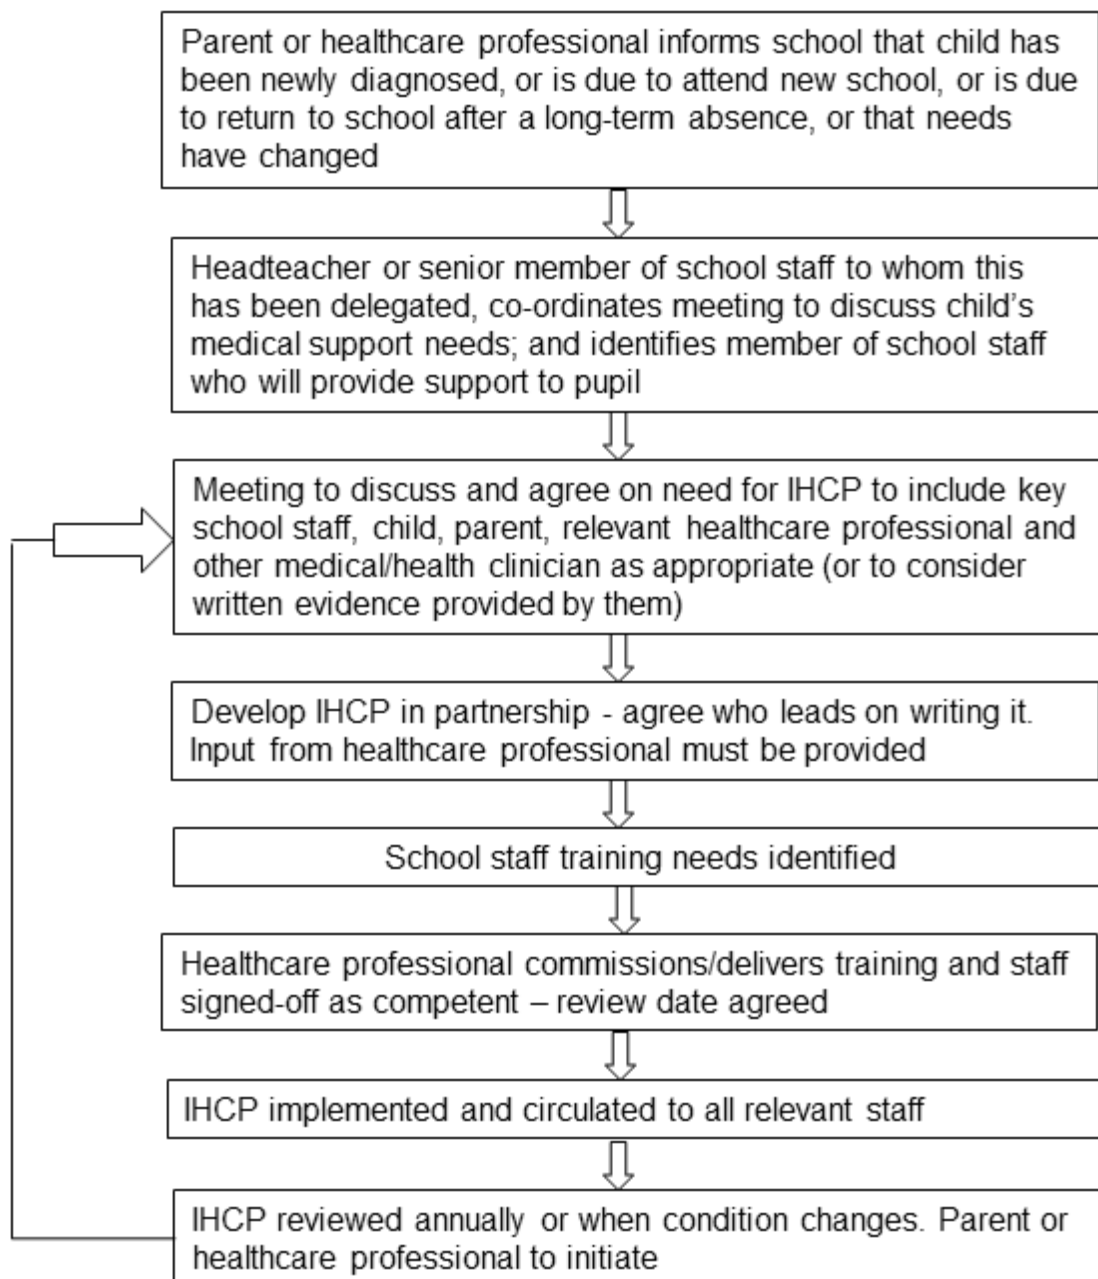 Parent or healthcare professional informs school that child has
been newly diagnosed, or is due to attend new school, or is due
to return to school after a long-term absence, or that needs
have changed
Headteacher or senior member of school staff to whom this
has been delegated, co-ordinates meeting to discuss child's
medical support needs; and identifies member of school staff
who will provide support to pupil
Meeting to discuss and agree on need for IHCP to include key
school staff, child, parent, relevant healthcare professional and
other medical/health clinician as appropriate (or to consider
written evidence provided by them)
Develop IHCP in partnership - agree who leads on writing it.
Input from healthcare professional must be provided
School staff training needs identified
Healthcare professional commissions/delivers training and staff
signed-off as competent – review date agreed
IHCP implemented and circulated to all relevant staff
IHCP reviewed annually or when condition changes. Parent or
healthcare professional to initiate